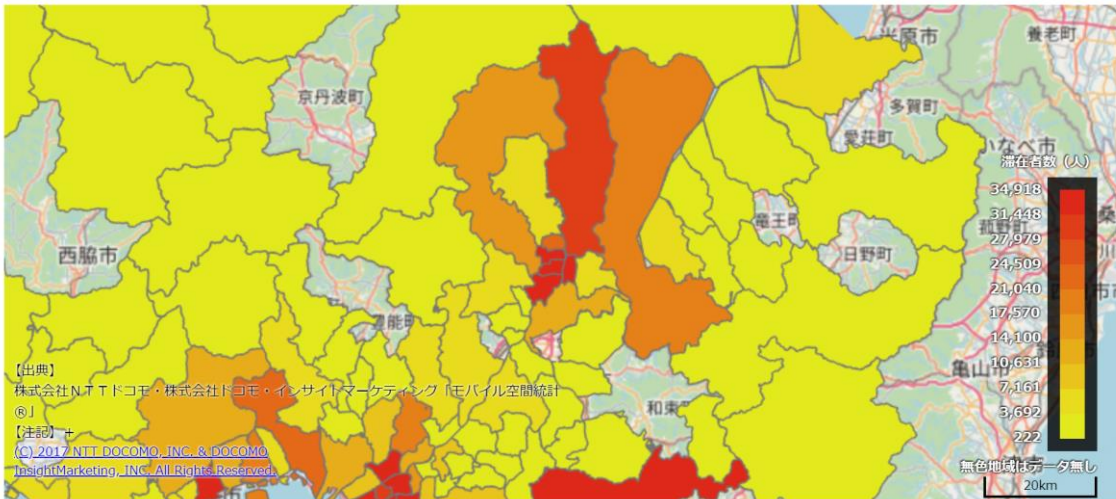 米原市
養老町
京丹波町
多賀町
愛荘町
いなべ市
滞在者数（人）
34,918
31,448
27,979
24,509
21,040
17,570
14,100
10,631
7,161
3,692
222
竜王町
菰野町
日野町
西脇市
豊能町
亀山市
和束
【出典】
株式会社ＮＴＴドコモ・株式会社ドコモ・インサイトマーケティング「モバイル空間統計
®」
【注記】+
(C) 2017 NTT DOCOMO, INC. & DOCOMO
InsightMarketing, INC. All Rights Reserved.
無色地域はデータ無し
20km